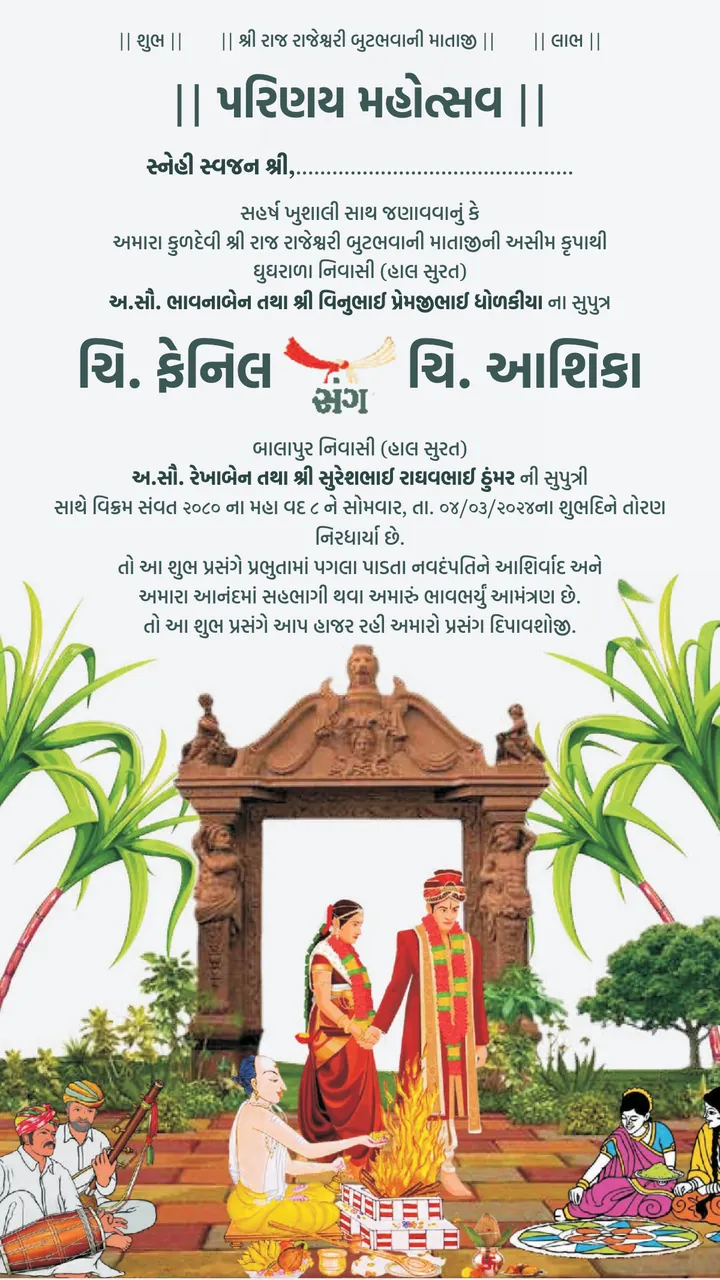 || શુભ || || શ્રી રાજ રાજેશ્વરી બુટભવાની માતાજી || || લાભ ||
|| પરિણય મહોત્સવ ||
સ્નેહી સ્વજન શ્રી,..............................................
સહર્ષ ખુશાલી સાથ જણાવવાનું કે
અમારા કુળદેવી શ્રી રાજ રાજેશ્વરી બુટભવાની માતાજીની અસીમ કૃપાથી
ઘુઘરાળા નિવાસી (હાલ સુરત)
અ.સૌ. ભાવનાબેન તથા શ્રી વિનુભાઈ પ્રેમજીભાઈ ધોળકીયા ના સુપુત્ર
ચિ. ફેનિલ સંગ ચિ. આશિકા
બાલાપુર નિવાસી (હાલ સુરત)
અ.સૌ. રેખાબેન તથા શ્રી સુરેશભાઈ રાઘવભાઈ ઠુંમર ની સુપુત્રી
સાથે વિક્રમ સંવત ૨૦૮૦ ના મહા વદ ૮ ને સોમવાર, તા. ૦૪/૦૩/૨૦૨૪ના શુભદિને તોરણ
નિરધાર્યા છે.
તો આ શુભ પ્રસંગે પ્રભુતામાં પગલા પાડતા નવદંપતિને આશિર્વાદ અને
અમારા આનંદમાં સહભાગી થવા અમારું ભાવભર્યું આમંત્રણ છે.
તો આ શુભ પ્રસંગે આપ હાજર રહી અમારો પ્રસંગ દિપાવશોજી.